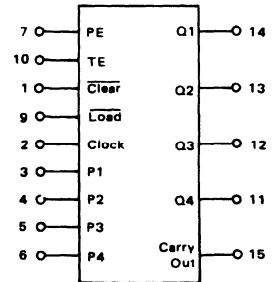 7 PE Q1 14
10 TE
1 Clear
9 Load Q2 13
2 Clock Q3 12
3 P1
4 P2 Q4 11
5 P3
6 P4 Carry Out 15